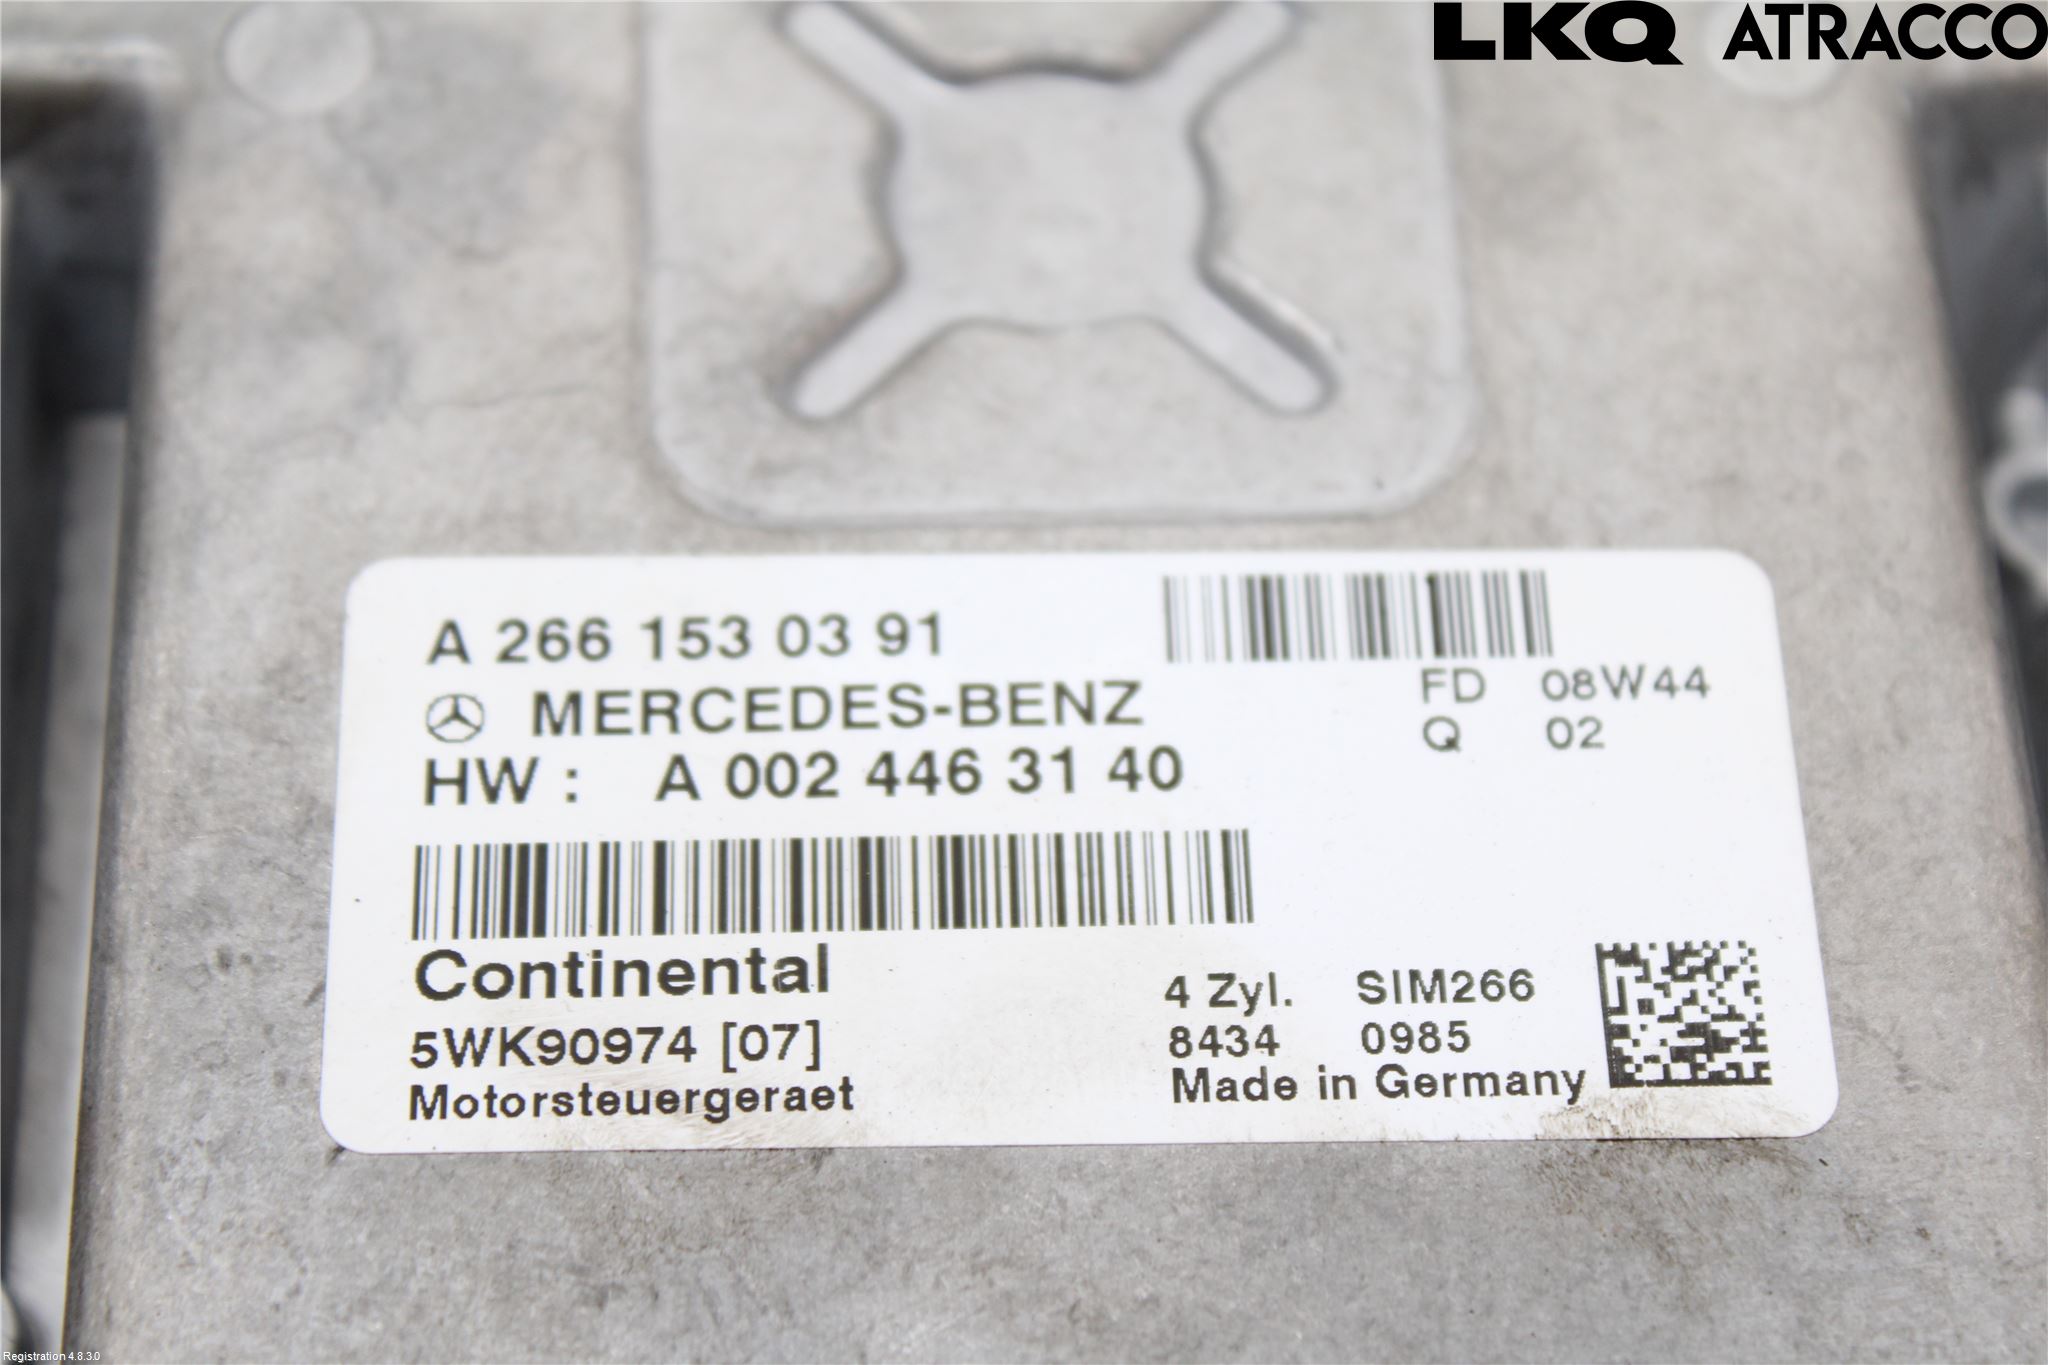 LKQ ATRACCO
A 266 153 03 91
MERCEDES-BENZ
FD 08W44
Q 02
HW : A 002 446 31 40
Continental
5WK90974 [07]
Motorsteuergeraet
4 Zyl. SIM266
8434 0985
Made in Germany
Registration 4.8.3.0